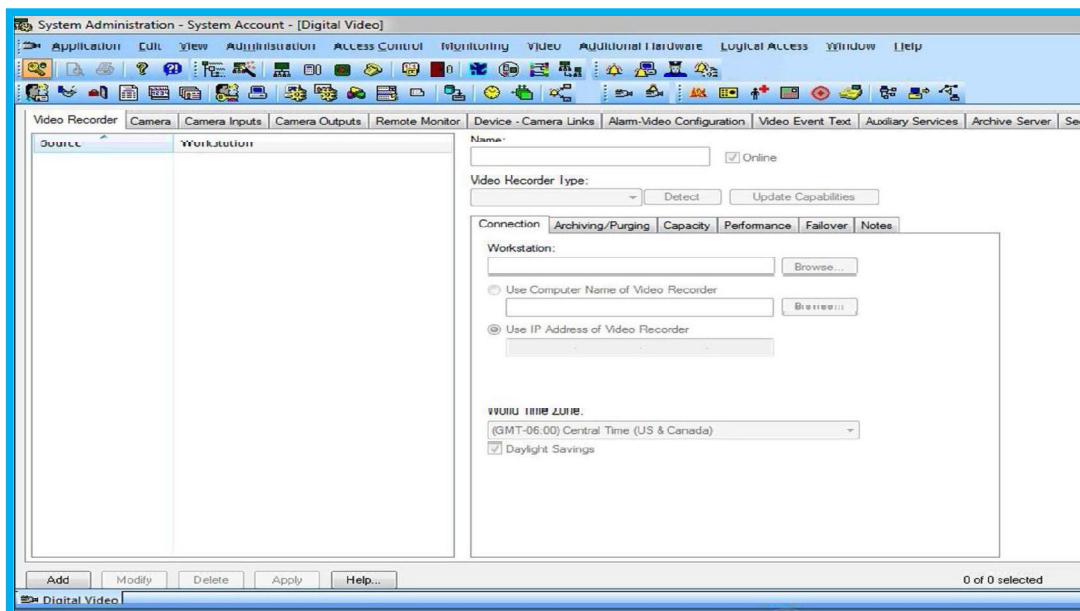 System Administration - System Account - [Digital Video]
Application Edit View Administration Access Control Monitoring Video Additional Hardware Logical Access Window Help
Video Recorder Camera Camera Inputs Camera Outputs Remote Monitor Device - Camera Links Alarm-Video Configuration Video Event Text Auxiliary Services Archive Server Se
Source Workstation
Name:
Online
Video Recorder Type:
Detect Update Capabilities
Connection Archiving/Purging Capacity Performance Failover Notes
Workstation:
Browse...
Use Computer Name of Video Recorder
Browse...
Use IP Address of Video Recorder
World Time Zone:
(GMT-06:00) Central Time (US & Canada)
Daylight Savings
Add Modify Delete Apply Help... 0 of 0 selected
Digital Video